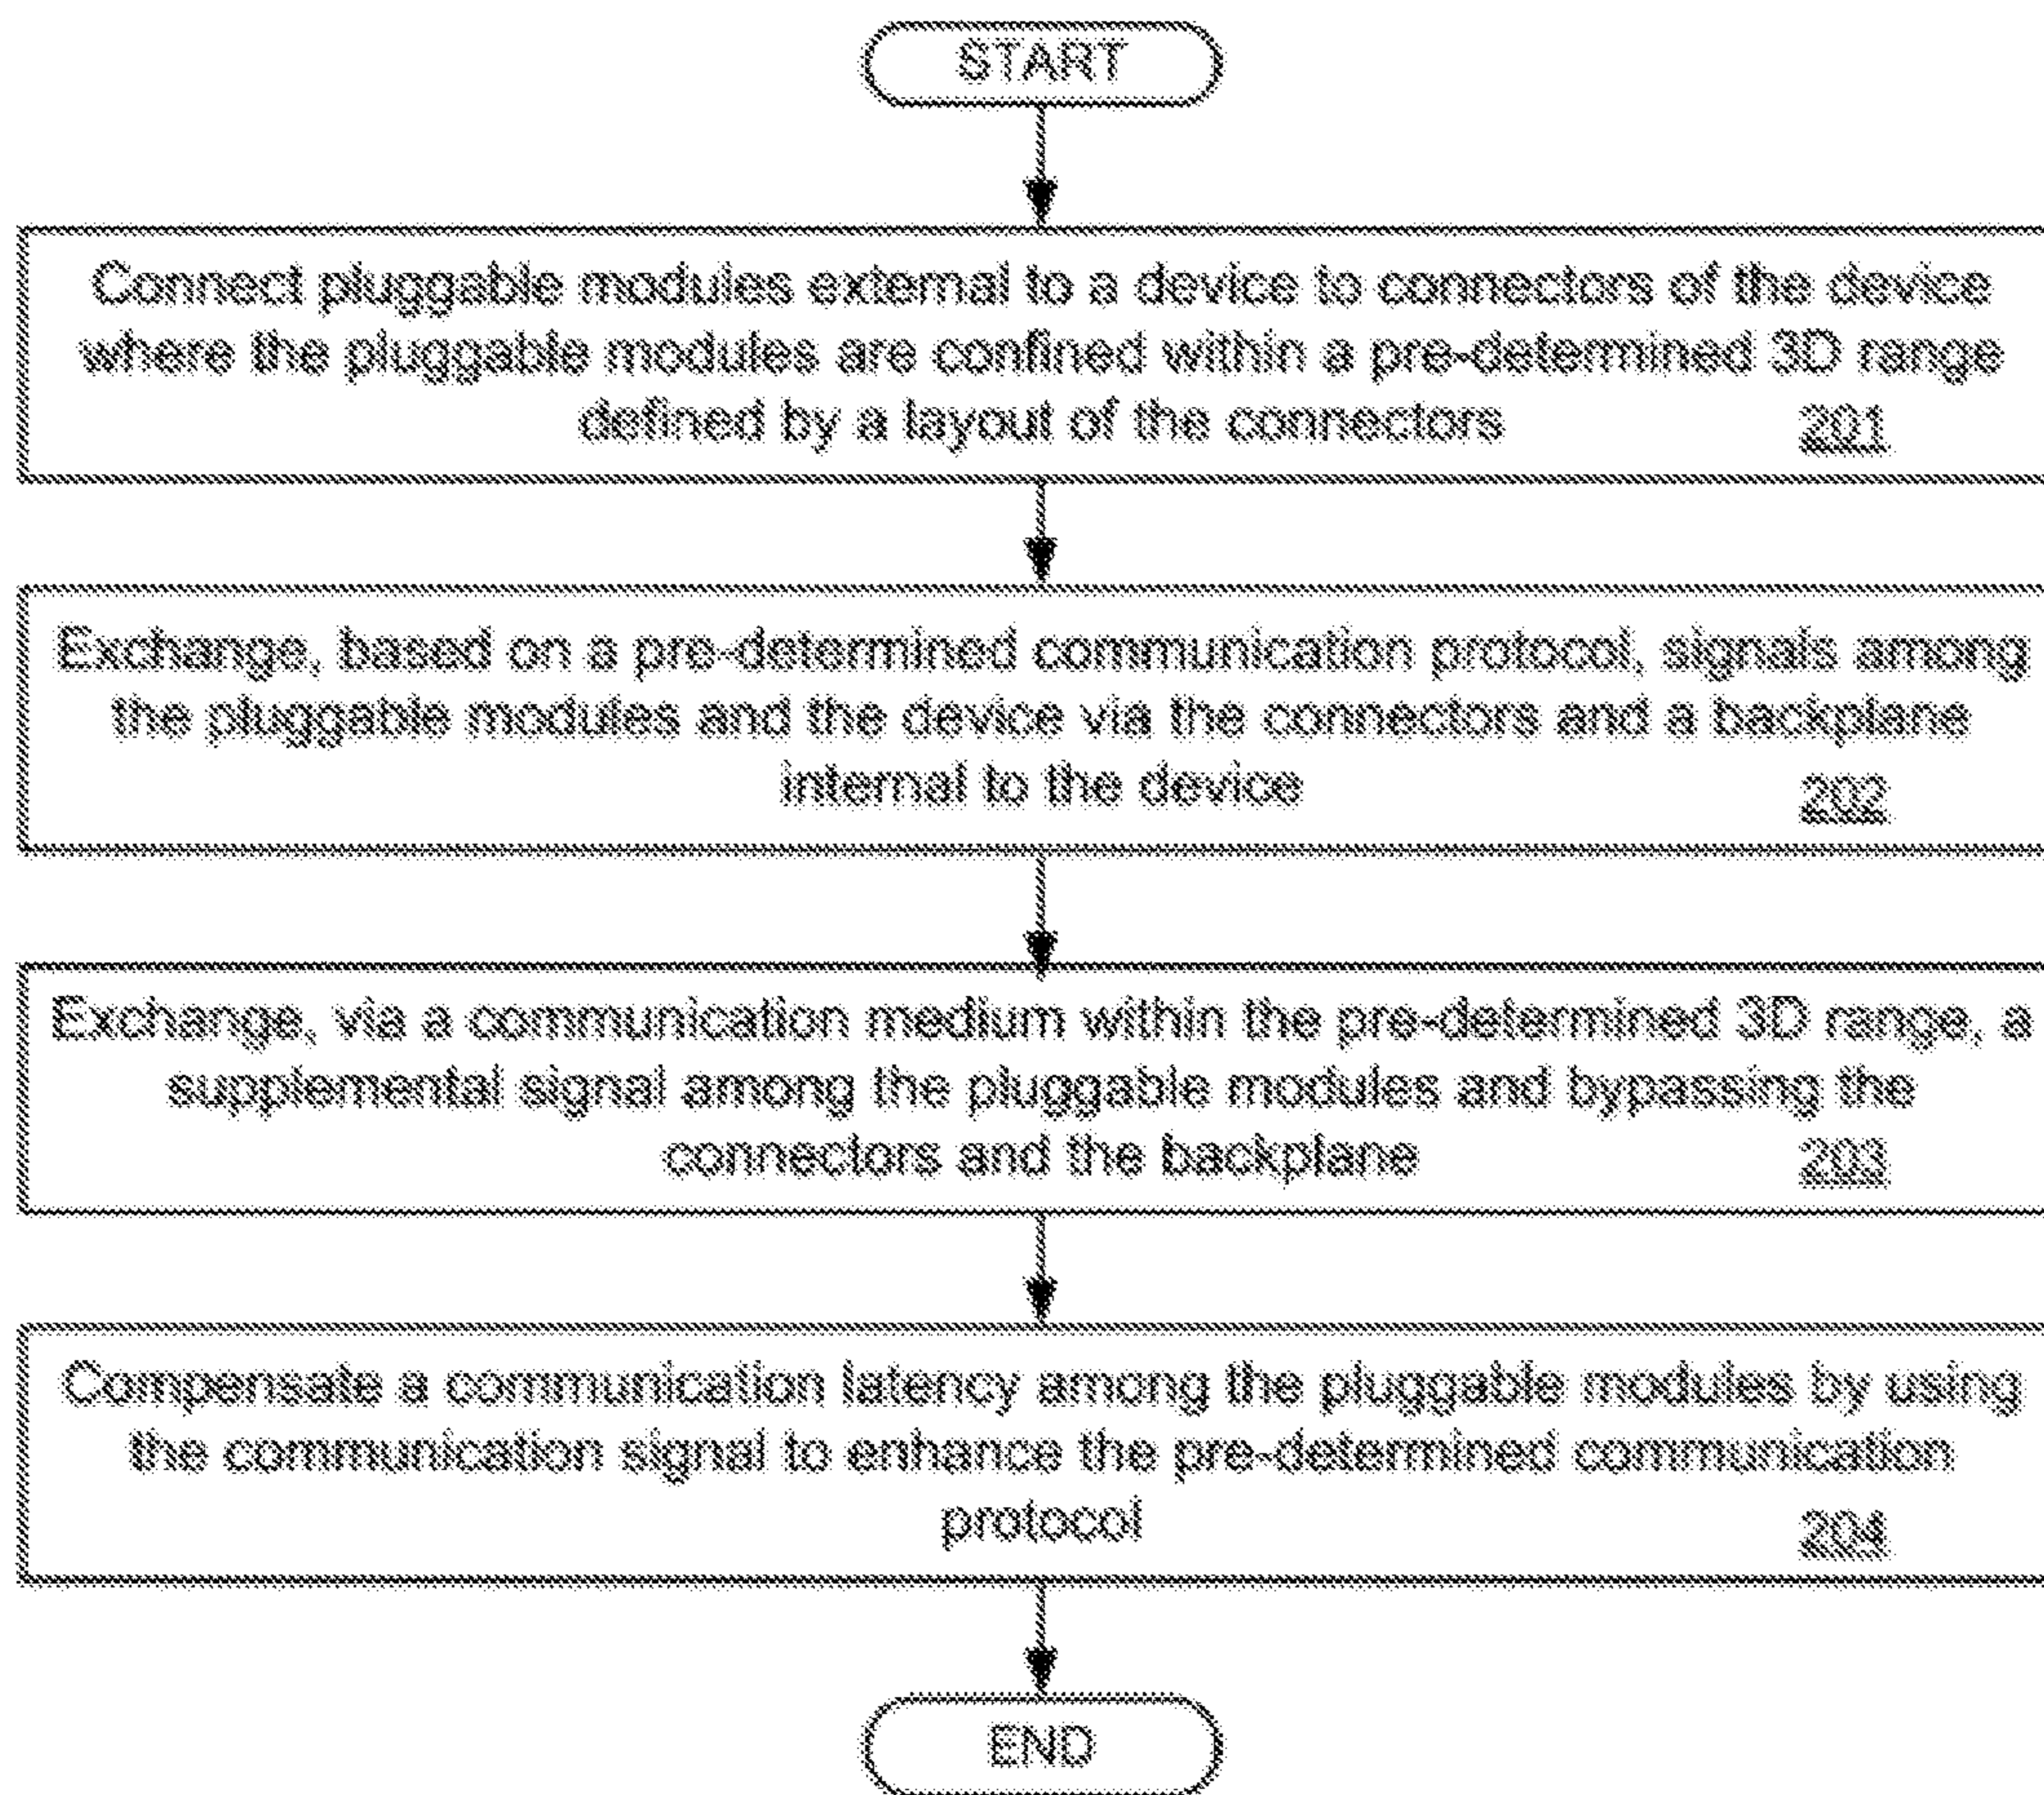 START
Connect pluggable modules external to a device to connectors of the device
where the pluggable modules are confined within a pre-determined 3D range
defined by a layout of the connectors
201
Exchange, based on a pre-determined communication protocol, signals among
the pluggable modules and the device via the connectors and a backplane
internal to the device
202
Exchange, via a communication medium within the pre-determined 3D range, a
supplemental signal among the pluggable modules and bypassing the
connectors and the backplane
203
Compensate a communication latency among the pluggable modules by using
the communication signal to enhance the pre-determined communication
protocol
204
END